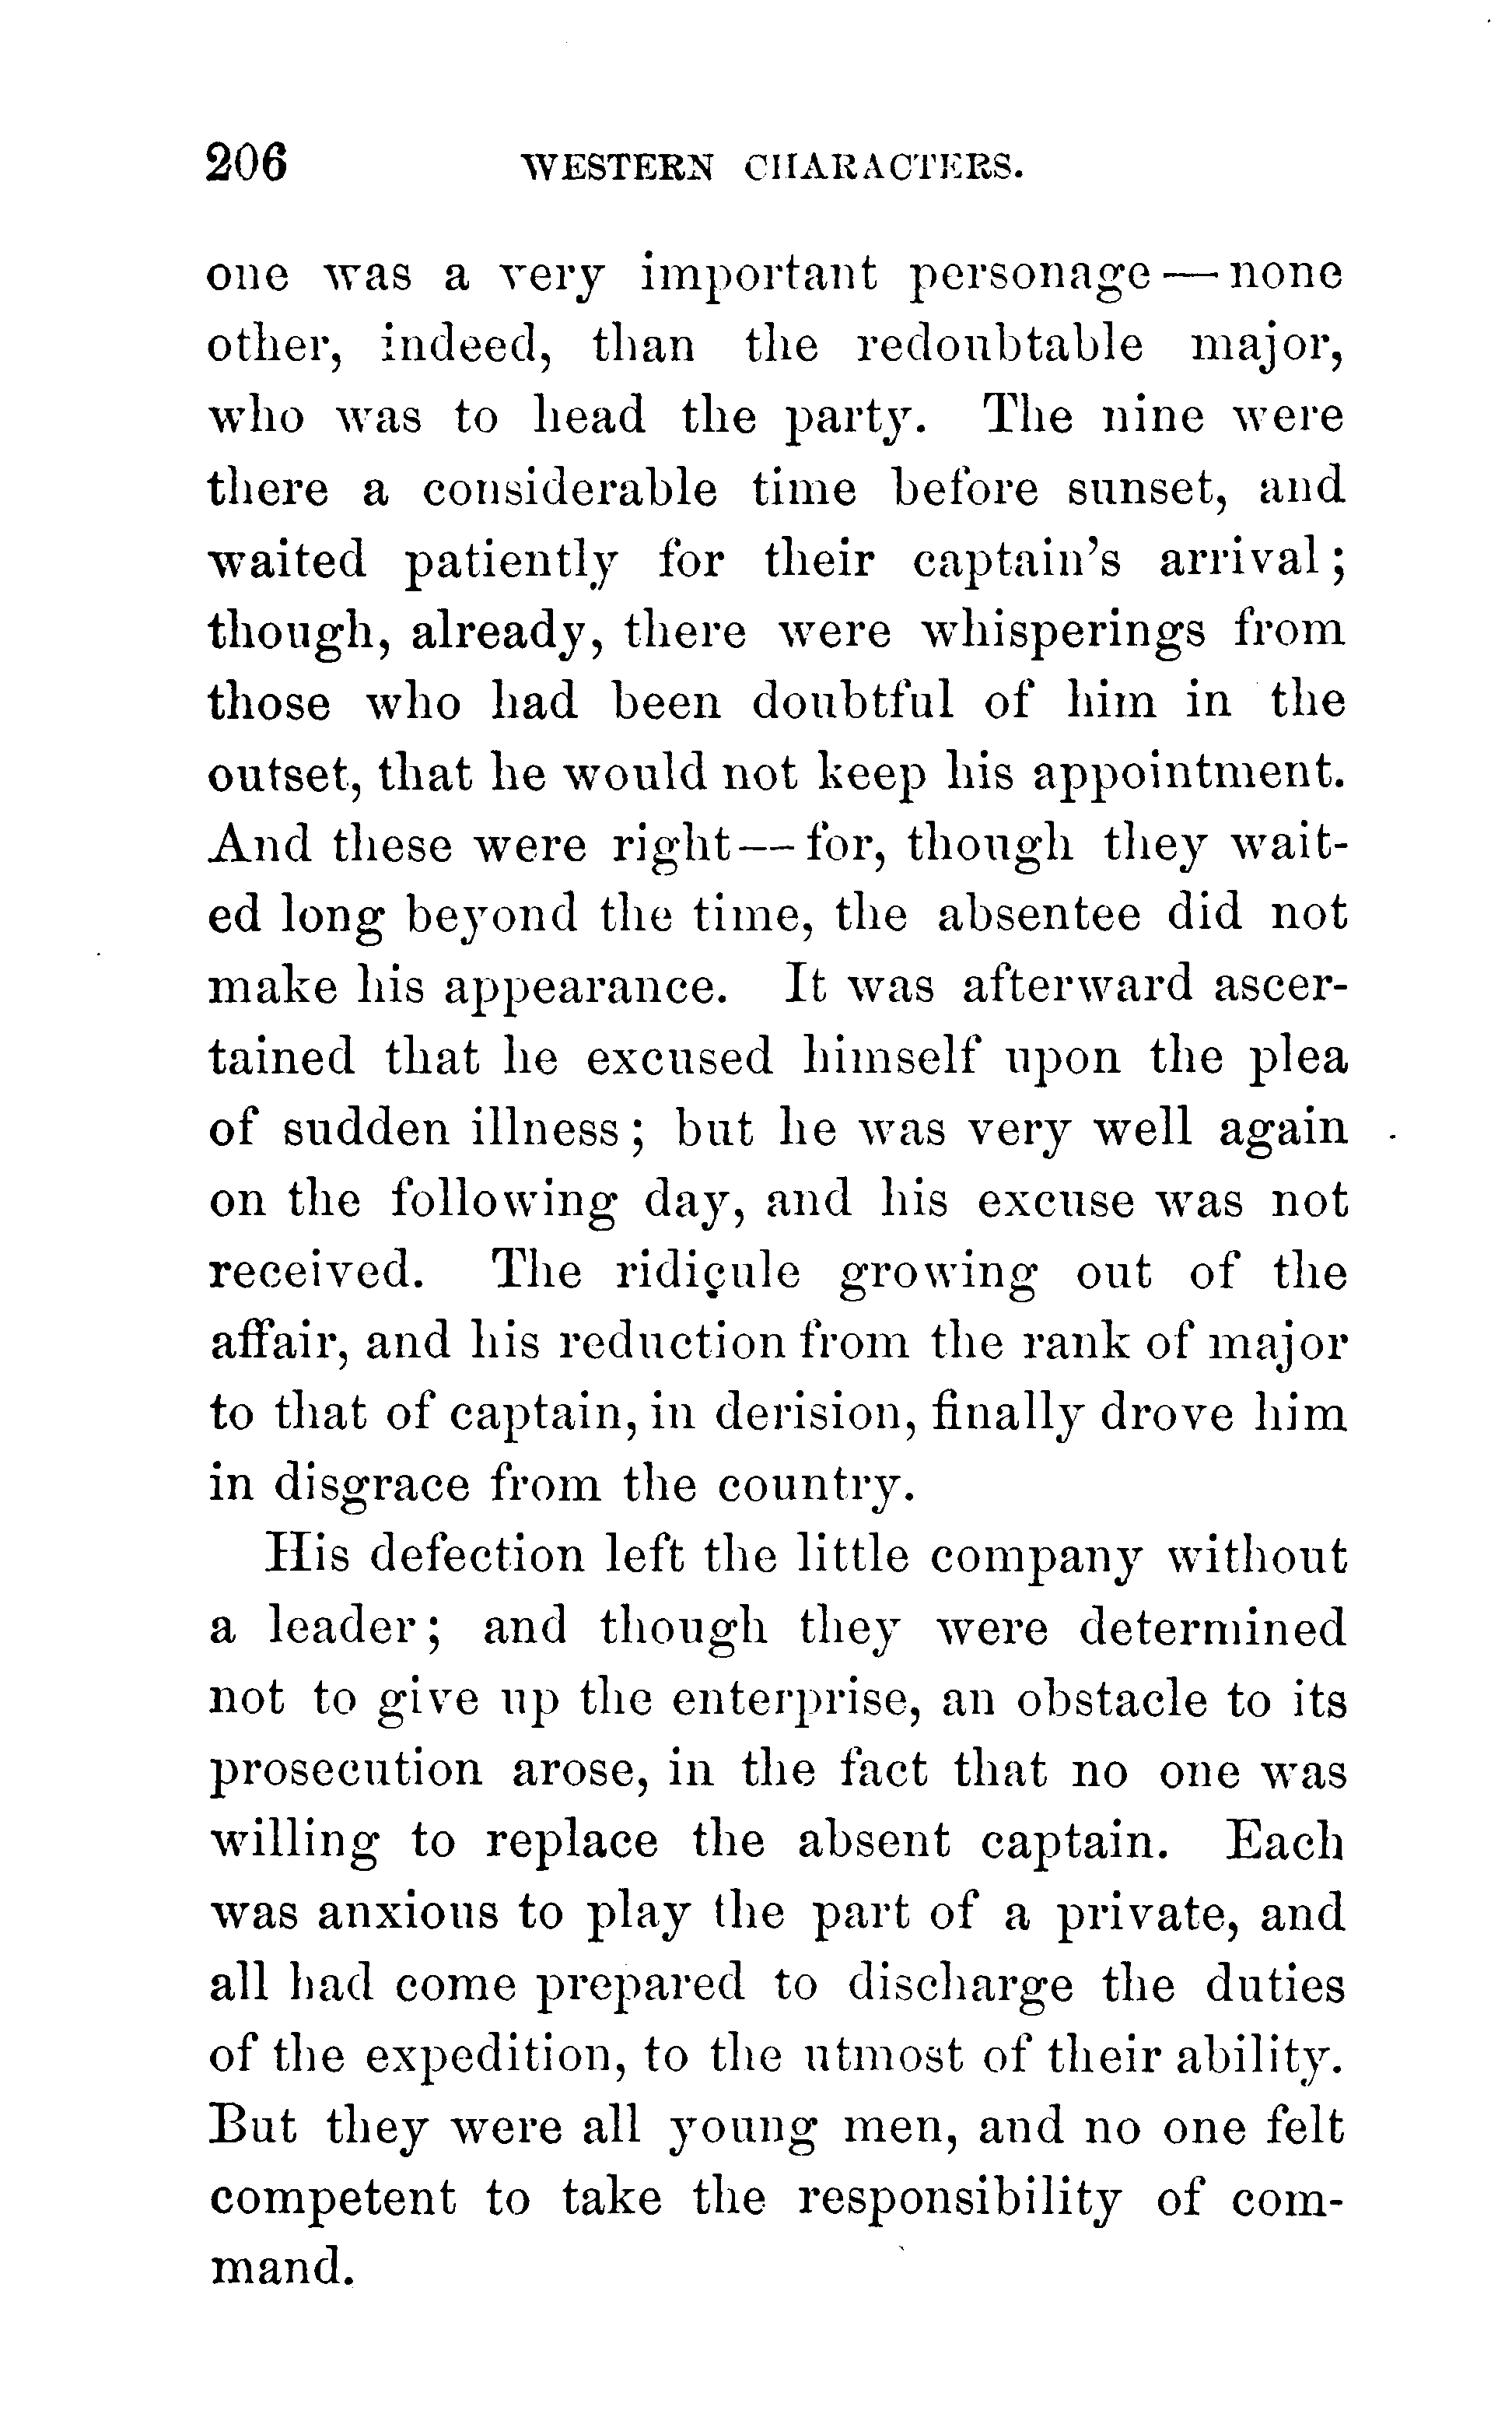 206 WESTERN CHARACTERS.
one was a very important personage — none
other, indeed, than the redoubtable major,
who was to head the party. The nine were
there a considerable time before sunset, and
waited patiently for their captain's arrival;
though, already, there were whisperings from
those who had been doubtful of him in the
outset, that he would not keep his appointment.
And these were right — for, though they wait-
ed long beyond the time, the absentee did not
make his appearance. It was afterward ascer-
tained that he excused himself upon the plea
of sudden illness; but he was very well again
on the following day, and his excuse was not
received. The ridicule growing out of the
affair, and his reduction from the rank of major
to that of captain, in derision, finally drove him
in disgrace from the country.
His defection left the little company without
a leader; and though they were determined
not to give up the enterprise, an obstacle to its
prosecution arose, in the fact that no one was
willing to replace the absent captain. Each
was anxious to play the part of a private, and
all had come prepared to discharge the duties
of the expedition, to the utmost of their ability.
But they were all young men, and no one felt
competent to take the responsibility of com-
mand.